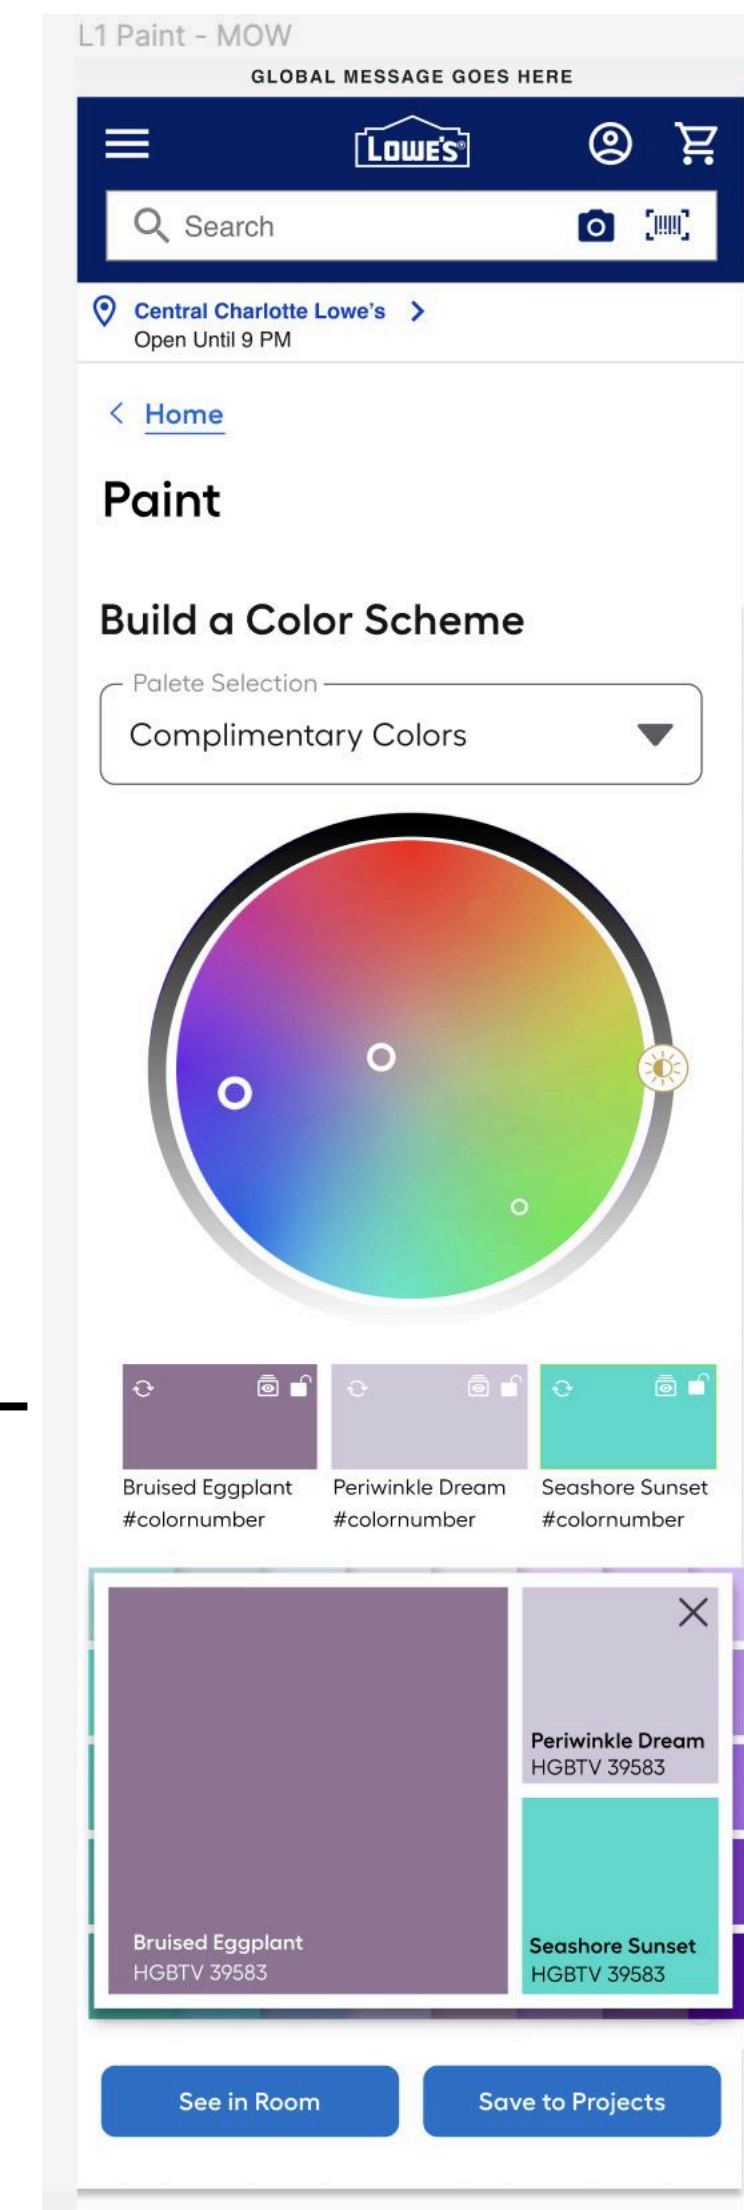 L1 Paint - MOW
GLOBAL MESSAGE GOES HERE
LOWE'S®
Search
Central Charlotte Lowe's
Open Until 9 PM
Home
Paint
Build a Color Scheme
Palete Selection
Complimentary Colors
Bruised Eggplant
#colornumber
Periwinkle Dream
#colornumber
Seashore Sunset
#colornumber
Periwinkle Dream
HGBTV 39583
Bruised Eggplant
HGBTV 39583
Seashore Sunset
HGBTV 39583
See in Room
Save to Projects